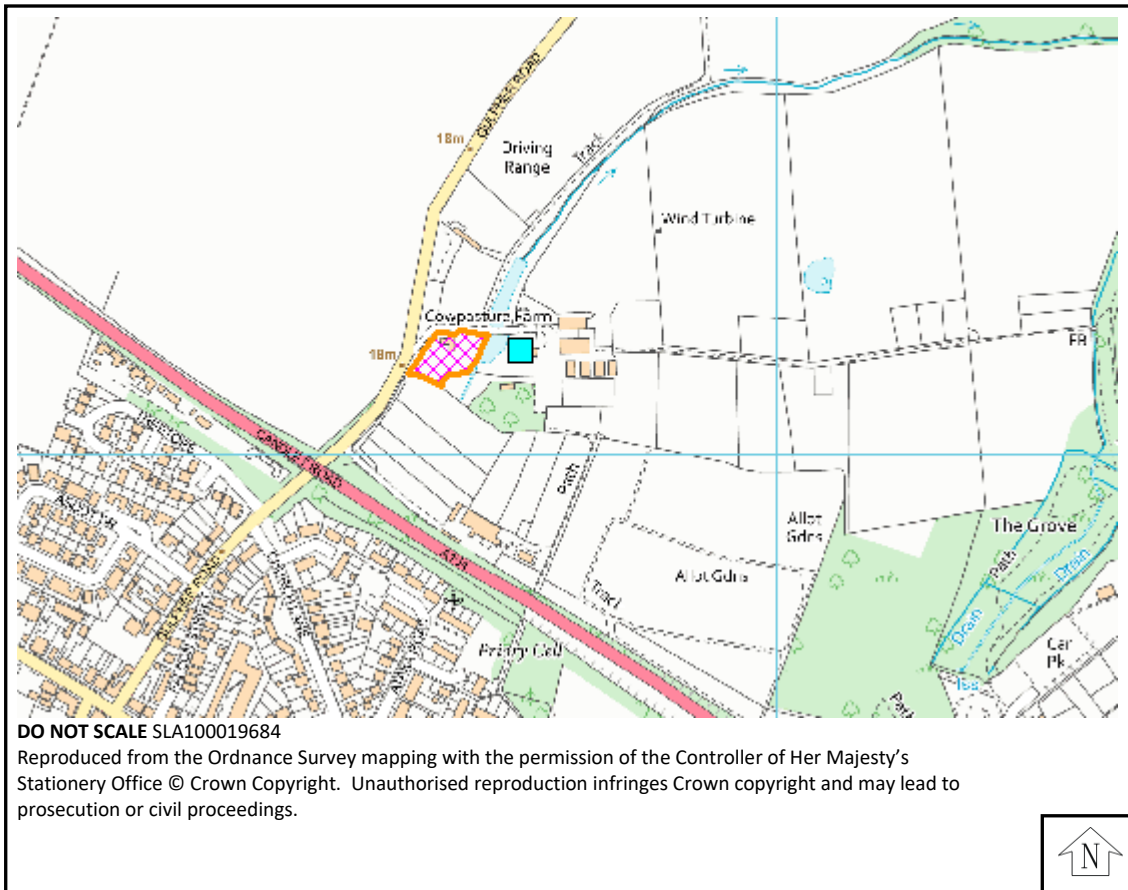 18m
Driving
Range
Track
Wind Turbine
Cowpasture Farm
18m
FB
Path
The Grove
Allot
Gdns
Allot Gdns
Path
Drain
Drain
Track
Car
Pk
Priory Cell
Iss
Path
DO NOT SCALE SLA100019684
Reproduced from the Ordnance Survey mapping with the permission of the Controller of Her Majesty's
Stationery Office © Crown Copyright. Unauthorised reproduction infringes Crown copyright and may lead to
prosecution or civil proceedings.
N